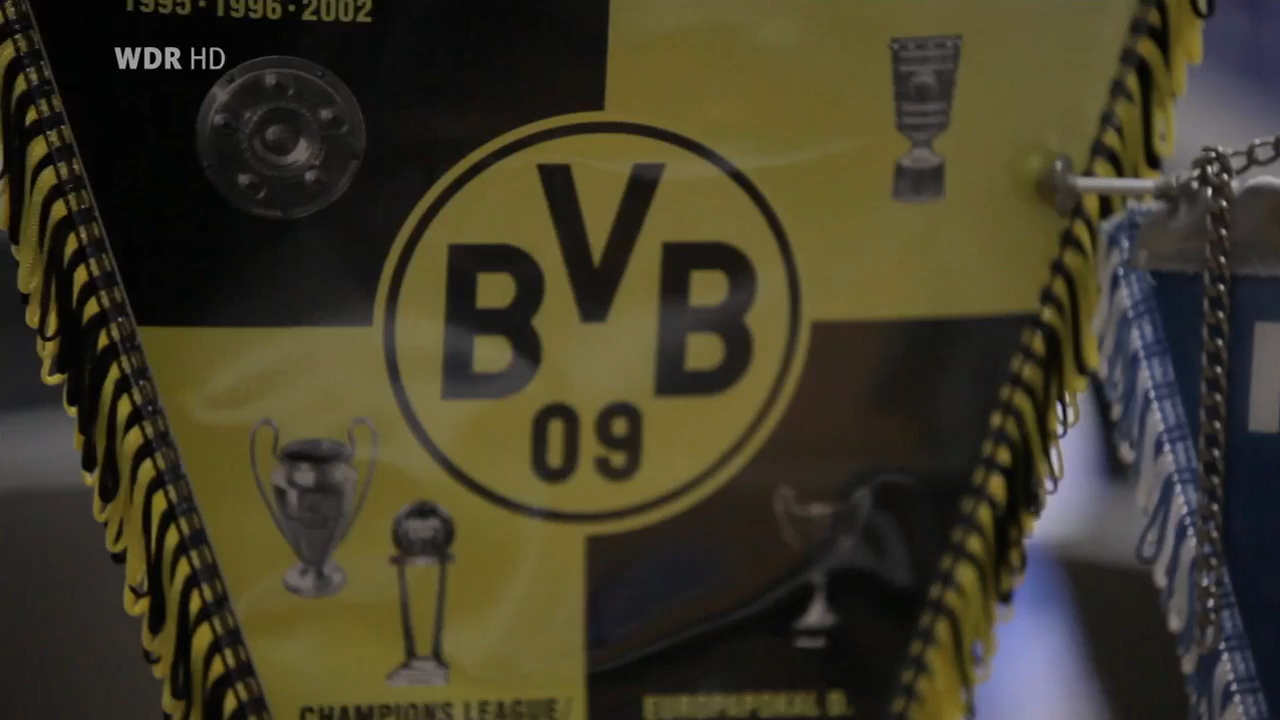 1995 · 1996 · 2002
WDR HD
BVB
09
CHAMPIONS LEAGUE /
EUROPAPOKAL D.